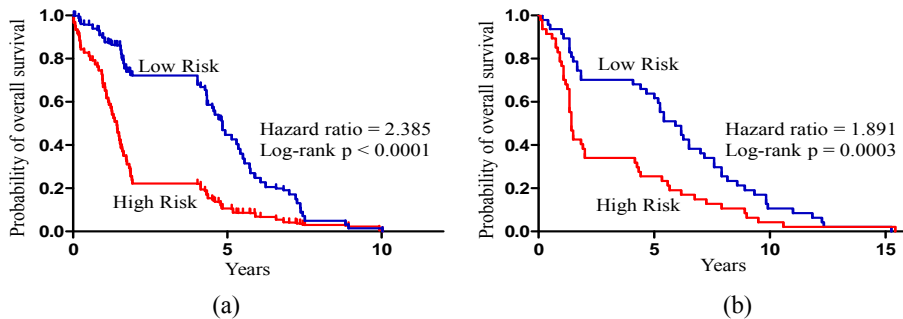 Probability of overall survival
1.0
0.8
0.6
0.4
0.2
0.0
Low Risk
Hazard ratio = 2.385
Log-rank p < 0.0001
High Risk
0
5
10
Years
(a)
Probability of overall survival
1.0
0.8
0.6
0.4
0.2
0.0
Low Risk
Hazard ratio = 1.891
Log-rank p = 0.0003
High Risk
0
5
10
15
Years
(b)